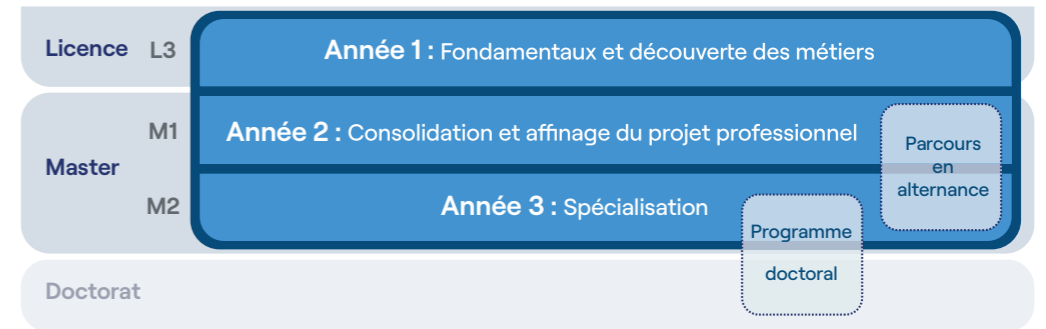 Licence L3 Année 1 : Fondamentaux et découverte des métiers
M1 Année 2 : Consolidation et affinage du projet professionnel
Master
M2 Année 3 : Spécialisation
Parcours
en
alternance
Programme
doctoral
Doctorat